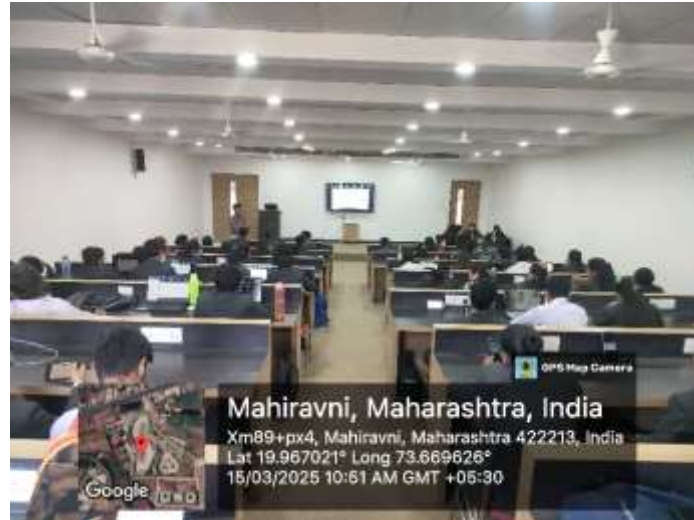 GPS Map Camera
Mahiravni, Maharashtra, India
Xm89+px4, Mahiravni, Maharashtra 422213, India
Lat 19.967021° Long 73.669626°
15/03/2025 10:51 AM GMT +05:30
Google